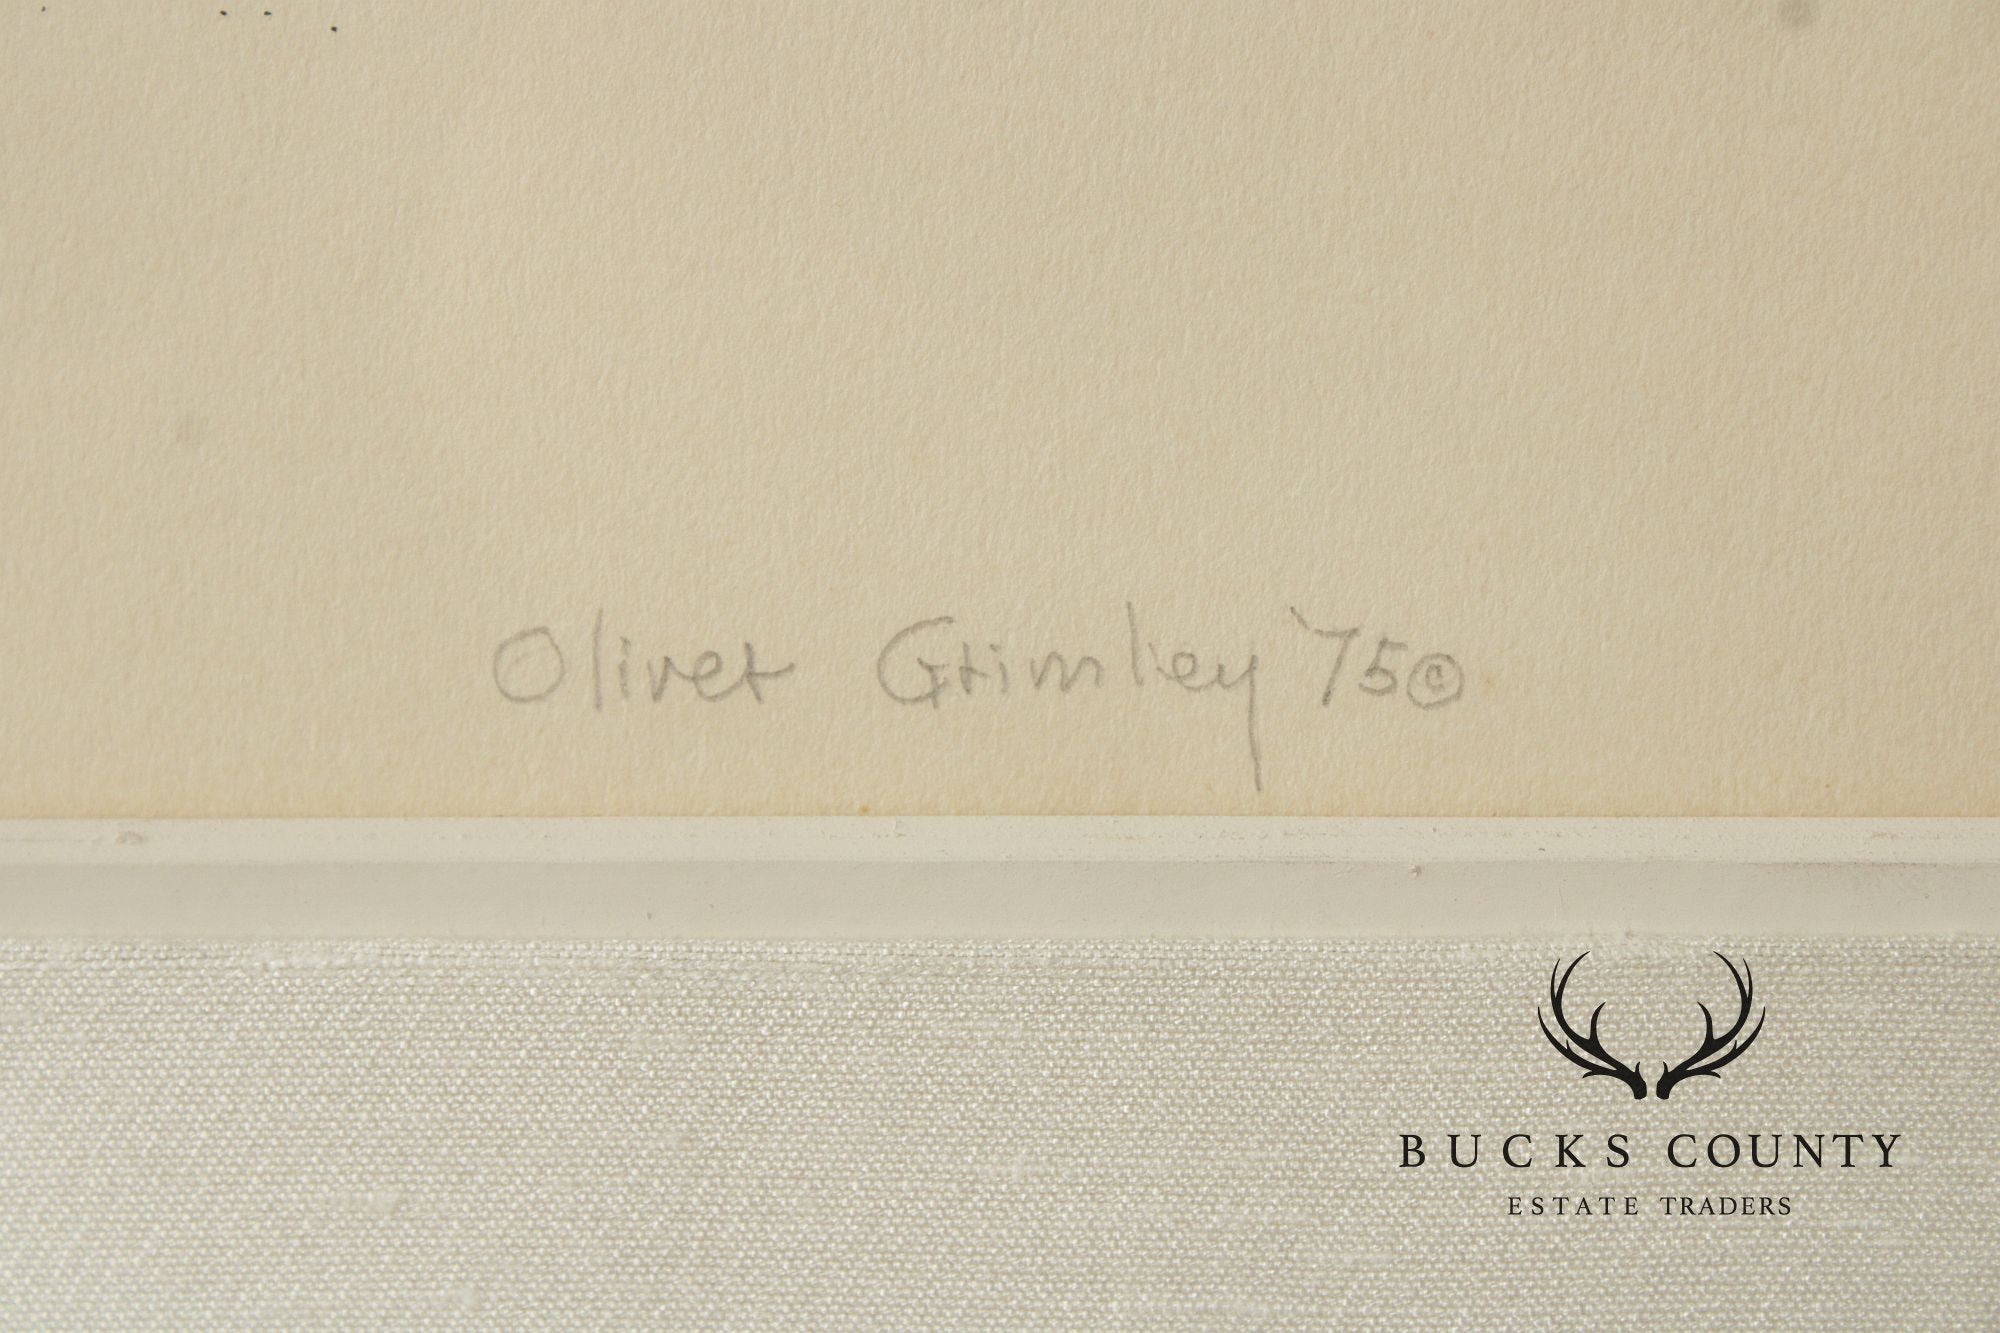 Oliver Grimley '75 ©
BUCKS COUNTY
ESTATE TRADERS